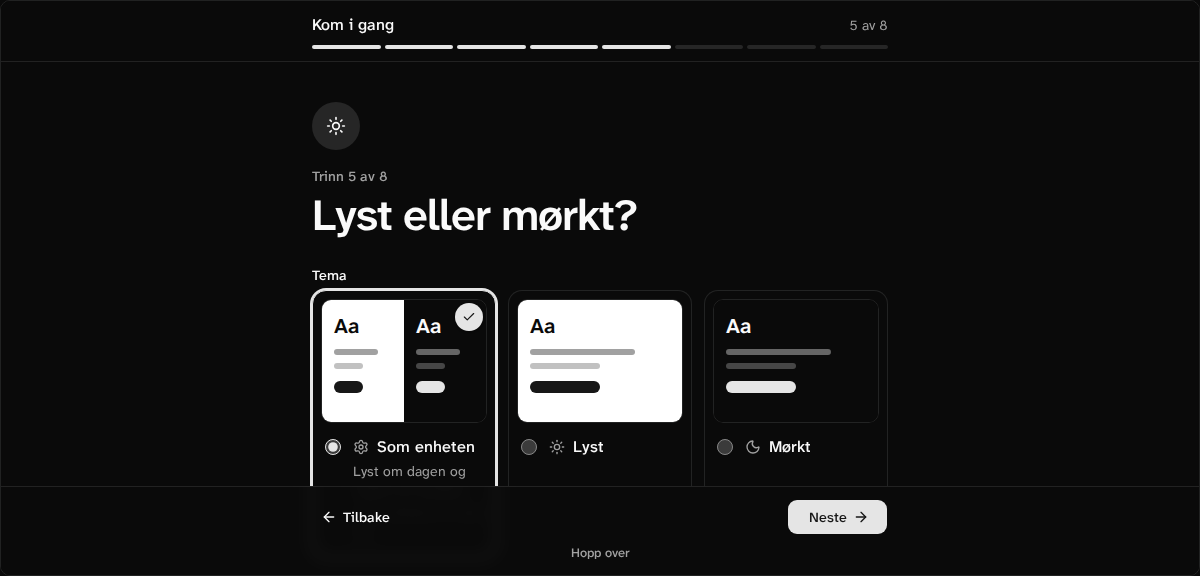 Kom i gang
5 av 8
Trinn 5 av 8
Lyst eller mørkt?
Tema
Aa
Aa
Aa
Aa
Som enheten
Lyst om dagen og
Lyst
Mørkt
Tilbake
Neste
Hopp over